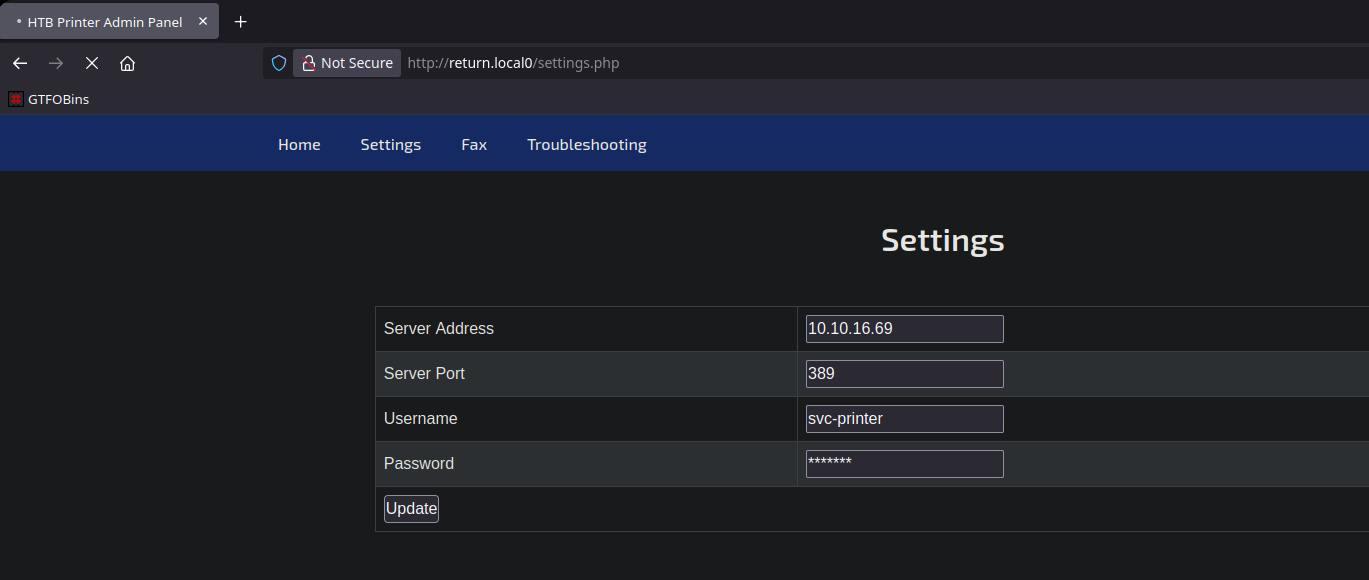 HTB Printer Admin Panel
Not Secure http://return.local0/settings.php
GTFOBins
Home Settings Fax Troubleshooting
Settings
Server Address 10.10.16.69
Server Port 389
Username svc-printer
Password *******
Update